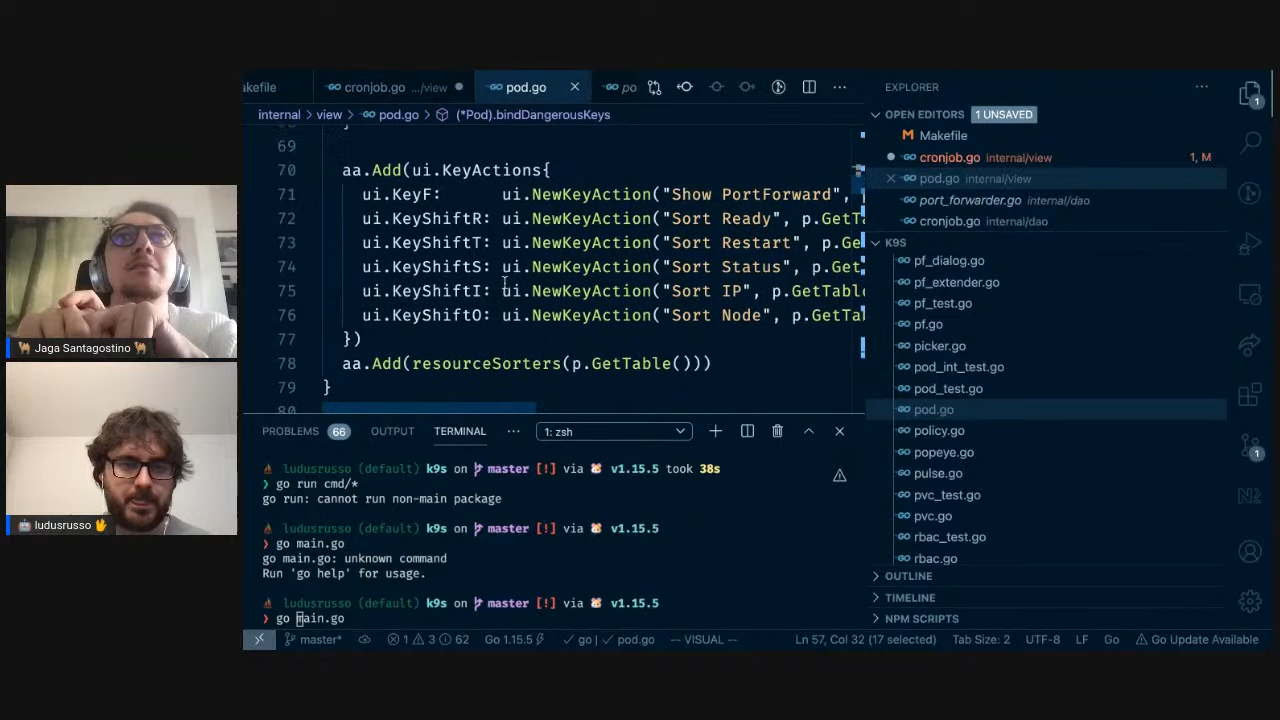 akefile
cronjob.go .../view
pod.go
po
internal > view > pod.go > (*Pod).bindDangerousKeys
69
70 aa.Add(ui.KeyActions{
71 ui.KeyF: ui.NewKeyAction("Show PortForward",
72 ui.KeyShiftR: ui.NewKeyAction("Sort Ready", p.GetTa
73 ui.KeyShiftT: ui.NewKeyAction("Sort Restart", p.Ge
74 ui.KeyShiftS: ui.NewKeyAction("Sort Status", p.Get
75 ui.KeyShiftI: ui.NewKeyAction("Sort IP", p.GetTable
76 ui.KeyShiftO: ui.NewKeyAction("Sort Node", p.GetTa
77 })
78 aa.Add(resourceSorters(p.GetTable()))
79 }
80
PROBLEMS 66 OUTPUT TERMINAL ··· 1: zsh
ludusrusso (default) k9s on master [!] via v1.15.5 took 38s
❯ go run cmd/*
go run: cannot run non-main package
ludusrusso (default) k9s on master [!] via v1.15.5
❯ go main.go
go main.go: unknown command
Run 'go help' for usage.
ludusrusso (default) k9s on master [!] via v1.15.5
❯ go main.go
EXPLORER ···
OPEN EDITORS 1 UNSAVED
M Makefile
cronjob.go internal/view 1, M
pod.go internal/view
port_forwarder.go internal/dao
cronjob.go internal/dao
K9S
pf_dialog.go
pf_extender.go
pf_test.go
pf.go
picker.go
pod_int_test.go
pod_test.go
pod.go
policy.go
popeye.go
pulse.go
pvc_test.go
pvc.go
rbac_test.go
rbac.go
OUTLINE
TIMELINE
NPM SCRIPTS
1
1
master* 1 3 62 Go 1.15.5 go | pod.go -- VISUAL -- Ln 57, Col 32 (17 selected) Tab Size: 2 UTF-8 LF Go Go Update Available
🐪 Jaga Santagostino 🐪
🤖 ludusrusso 🖖